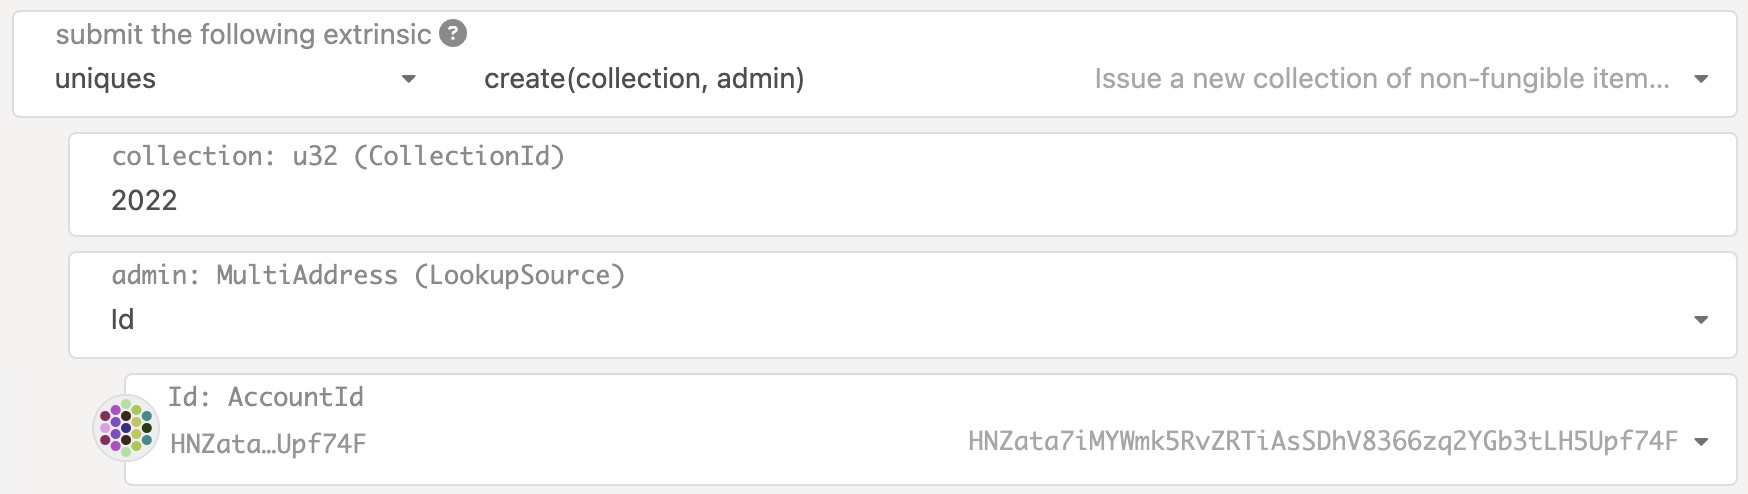 submit the following extrinsic ?
uniques create(collection, admin) Issue a new collection of non-fungible item...
collection: u32 (CollectionId)
2022
admin: MultiAddress (LookupSource)
Id
Id: AccountId
HNZata…Upf74F HNZata7iMYWmk5RvZRTiAsSDhV8366zq2YGb3tLH5Upf74F